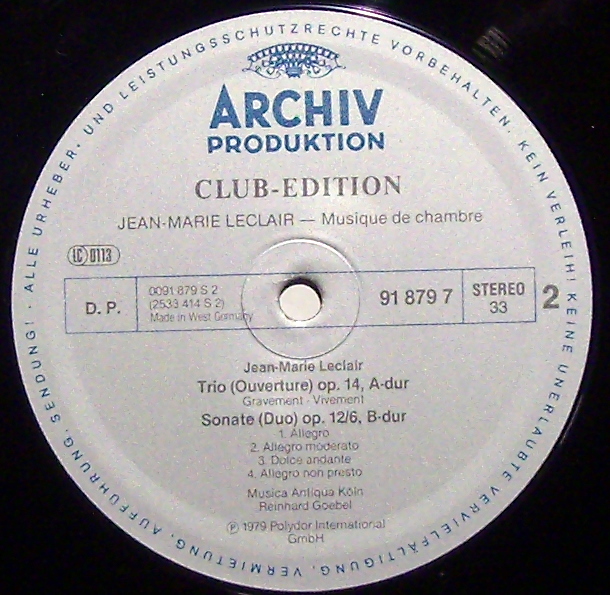 · ALLE URHEBER- UND LEISTUNGSSCHUTZRECHTE VORBEHALTEN. KEIN VERLEIH! KEINE UNERLAUBTE VERVIELFÄLTIGUNG, VERMIETUNG, AUFFÜHRUNG, SENDUNG!
ARCHIV
PRODUKTION
CLUB-EDITION
JEAN-MARIE LECLAIR — Musique de chambre
LC 0113
D. P.
0091 879 S 2
(2533 414 S 2)
Made in West Germany
91 879 7
STEREO
33
2
Jean-Marie Leclair
Trio (Ouverture) op. 14, A-dur
Gravement · Vivement
Sonate (Duo) op. 12/6, B-dur
1. Allegro
2. Allegro moderato
3. Dolce andante
4. Allegro non presto
Musica Antiqua Köln
Reinhard Goebel
Ⓟ 1979 Polydor International
GmbH